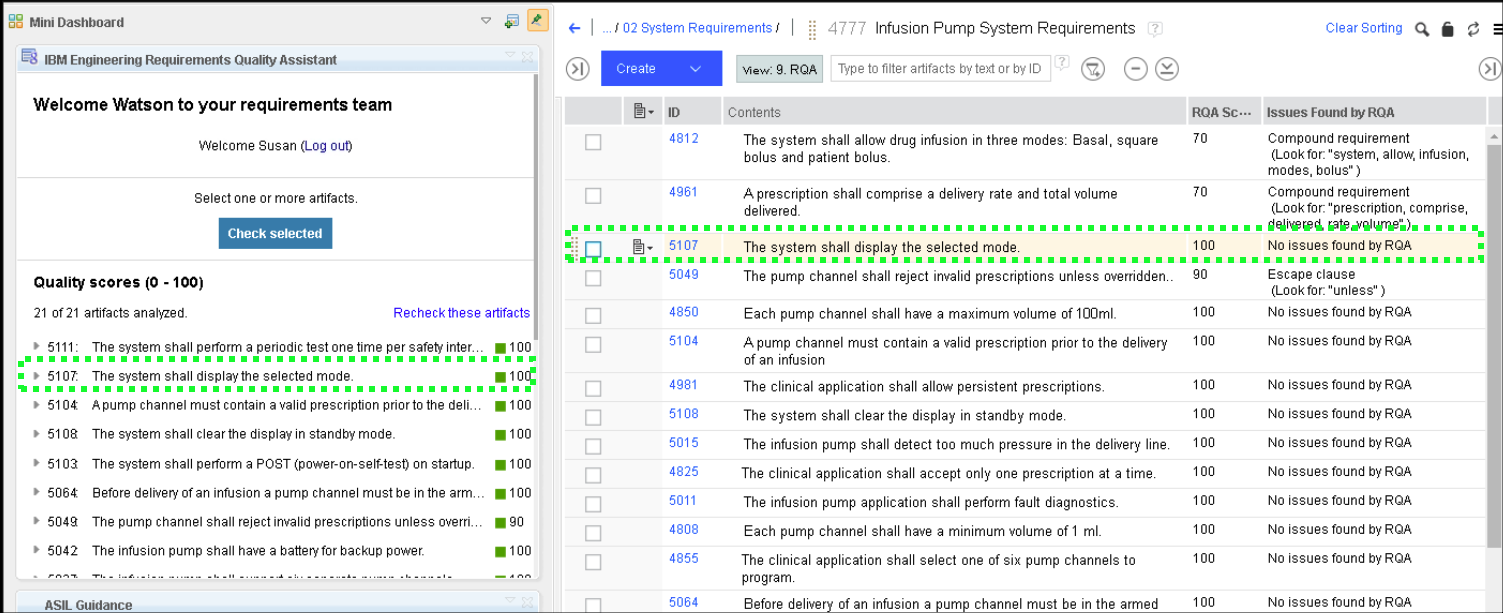 Mini Dashboard
IBM Engineering Requirements Quality Assistant
Welcome Watson to your requirements team
Welcome Susan (Log out)
Select one or more artifacts.
Check selected
Quality scores (0 - 100)
21 of 21 artifacts analyzed. Recheck these artifacts
5111: The system shall perform a periodic test one time per safety inter... 100
5107: The system shall display the selected mode. 100
5104: A pump channel must contain a valid prescription prior to the deli... 100
5108: The system shall clear the display in standby mode. 100
5103: The system shall perform a POST (power-on-self-test) on startup. 100
5064: Before delivery of an infusion a pump channel must be in the arm... 100
5049: The pump channel shall reject invalid prescriptions unless overri... 90
5042: The infusion pump shall have a battery for backup power. 100
ASIL Guidance
... / 02 System Requirements / 4777 Infusion Pump System Requirements ?
Clear Sorting
Create View: 9. RQA Type to filter artifacts by text or by ID ?
ID Contents RQA Sc... Issues Found by RQA
4812 The system shall allow drug infusion in three modes: Basal, square 70 Compound requirement
bolus and patient bolus. (Look for: "system, allow, infusion,
modes, bolus" )
4961 A prescription shall comprise a delivery rate and total volume 70 Compound requirement
delivered. (Look for: "prescription, comprise,
delivered, rate, volume" )
5107 The system shall display the selected mode. 100 No issues found by RQA
5049 The pump channel shall reject invalid prescriptions unless overridden.. 90 Escape clause
(Look for: "unless" )
4850 Each pump channel shall have a maximum volume of 100ml. 100 No issues found by RQA
5104 A pump channel must contain a valid prescription prior to the delivery 100 No issues found by RQA
of an infusion
4981 The clinical application shall allow persistent prescriptions. 100 No issues found by RQA
5108 The system shall clear the display in standby mode. 100 No issues found by RQA
5015 The infusion pump shall detect too much pressure in the delivery line. 100 No issues found by RQA
4825 The clinical application shall accept only one prescription at a time. 100 No issues found by RQA
5011 The infusion pump application shall perform fault diagnostics. 100 No issues found by RQA
4808 Each pump channel shall have a minimum volume of 1 ml. 100 No issues found by RQA
4855 The clinical application shall select one of six pump channels to 100 No issues found by RQA
program.
5064 Before delivery of an infusion a pump channel must be in the armed 100 No issues found by RQA